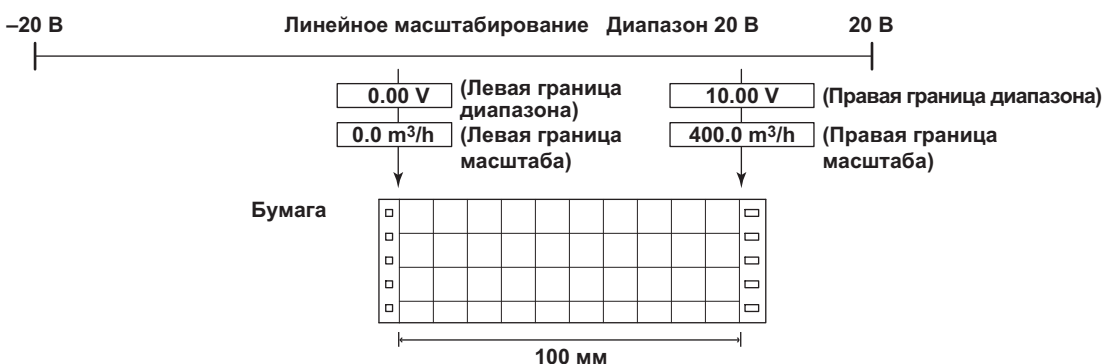 –20 В Линейное масштабирование Диапазон 20 В 20 В
0.00 V (Левая граница диапазона)
10.00 V (Правая граница диапазона)
0.0 m³/h (Левая граница масштаба)
400.0 m³/h (Правая граница масштаба)
Бумага
100 мм